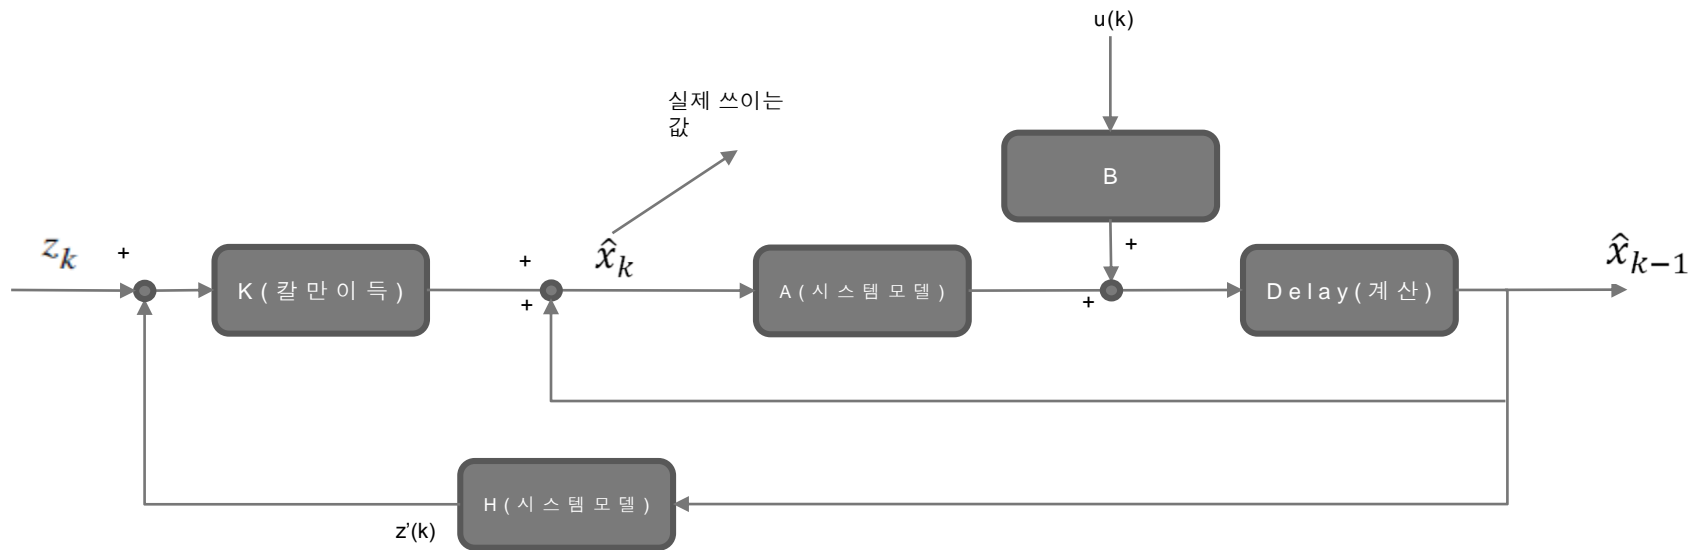 u(k)
실제 쓰이는
값
B
z_k
+
K(칼만이득)
+
+
x̂_k
A(시스템모델)
+
+
Delay(계산)
x̂_{k−1}
H(시스템모델)
z’(k)